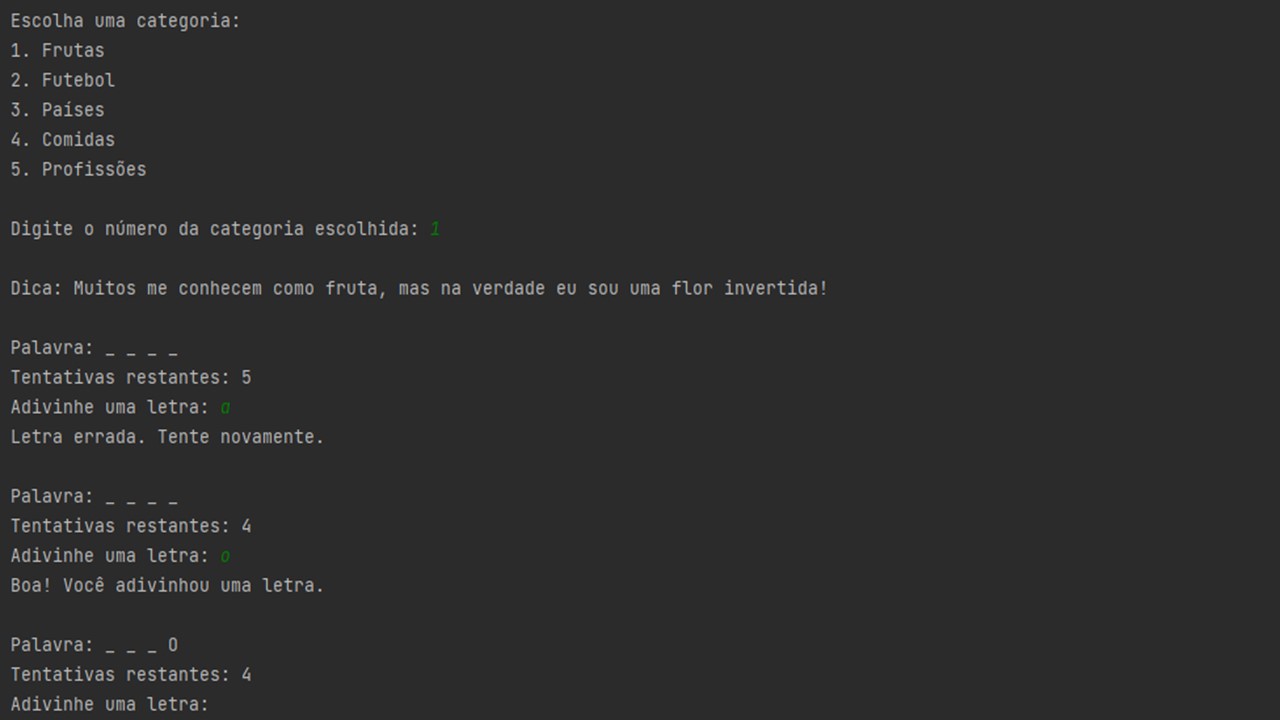 Escolha uma categoria:
1. Frutas
2. Futebol
3. Países
4. Comidas
5. Profissões
Digite o número da categoria escolhida: 1
Dica: Muitos me conhecem como fruta, mas na verdade eu sou uma flor invertida!
Palavra: _ _ _ _
Tentativas restantes: 5
Adivinhe uma letra: a
Letra errada. Tente novamente.
Palavra: _ _ _ _
Tentativas restantes: 4
Adivinhe uma letra: o
Boa! Você adivinhou uma letra.
Palavra: _ _ _ O
Tentativas restantes: 4
Adivinhe uma letra: